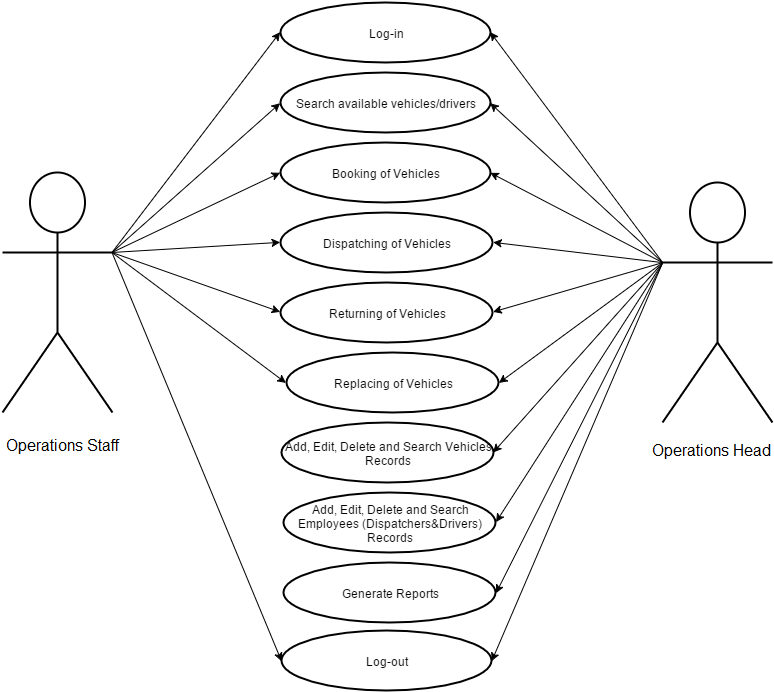 Log-in
Search available vehicles/drivers
Booking of Vehicles
Dispatching of Vehicles
Returning of Vehicles
Replacing of Vehicles
Add, Edit, Delete and Search Vehicles
Records
Add, Edit, Delete and Search
Employees (Dispatchers&Drivers)
Records
Generate Reports
Log-out
Operations Staff
Operations Head